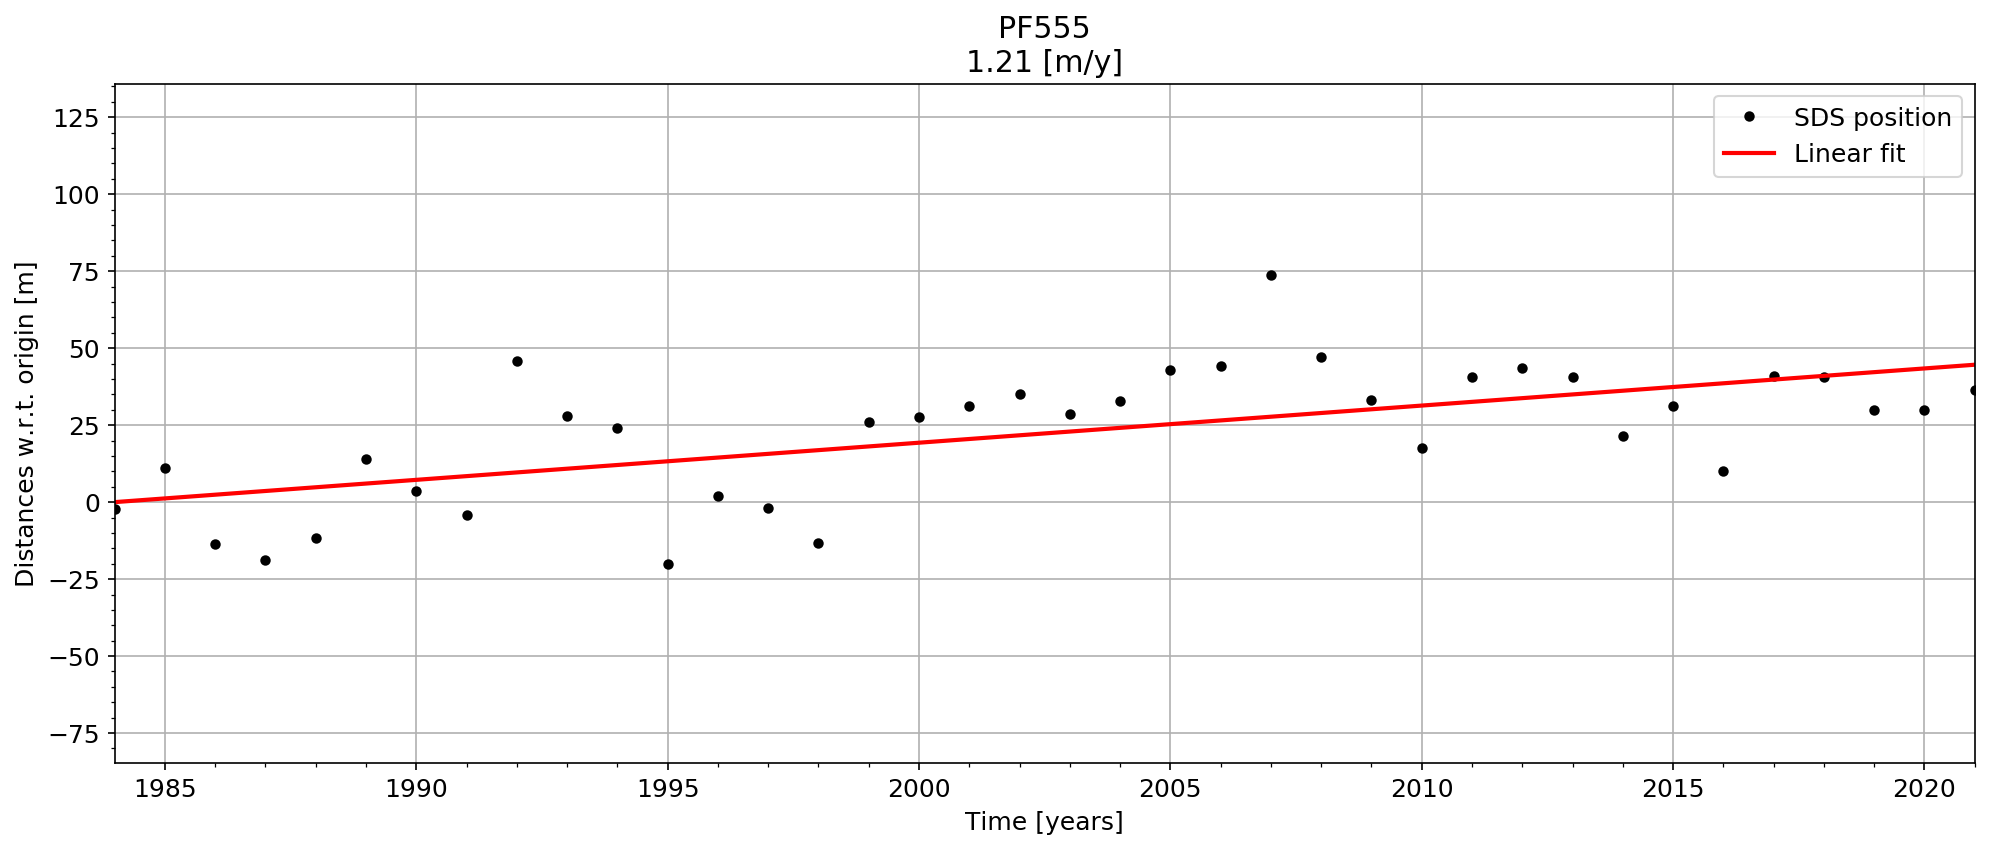 PF555
1.21 [m/y]
SDS position
Linear fit
Distances w.r.t. origin [m]
125
100
75
50
25
0
−25
−50
−75
1985 1990 1995 2000 2005 2010 2015 2020
Time [years]